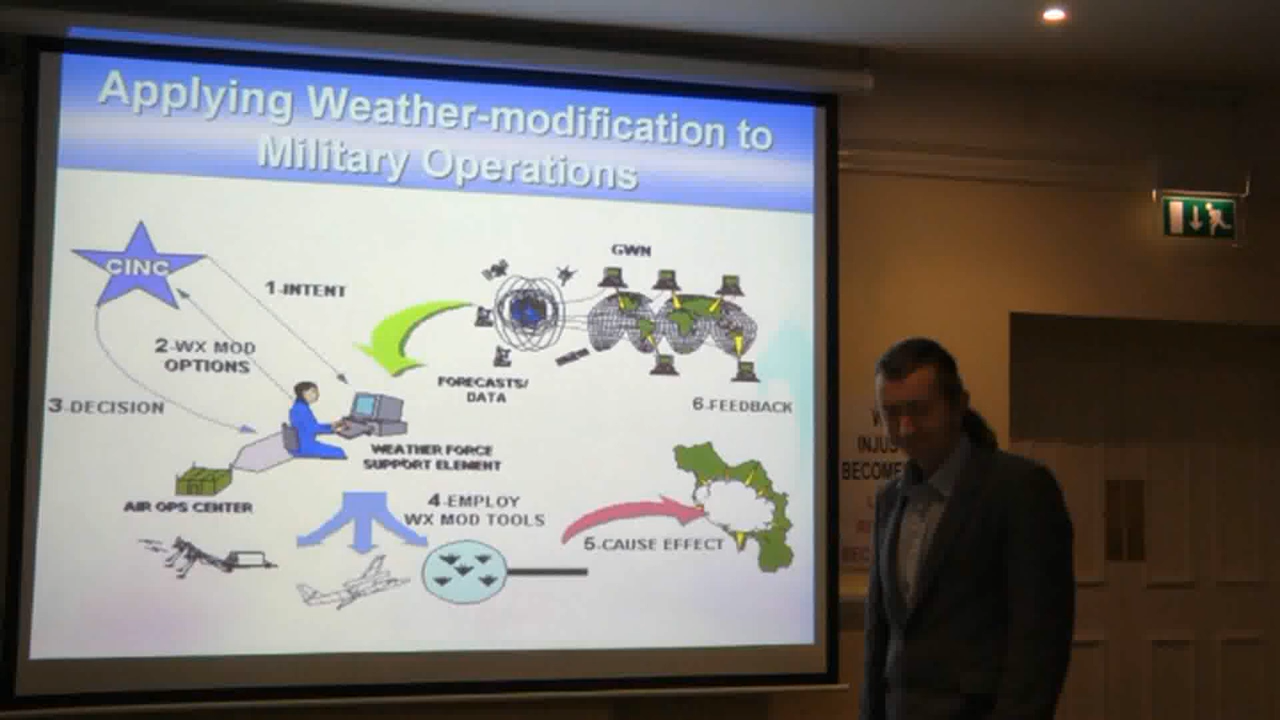 Applying Weather-modification to
Military Operations
CINC
1-INTENT
GWN
2-WX MOD
OPTIONS
FORECASTS/
DATA
3-DECISION
6-FEEDBACK
WEATHER FORCE
SUPPORT ELEMENT
AIR OPS CENTER
4-EMPLOY
WX MOD TOOLS
5-CAUSE EFFECT
BECOME